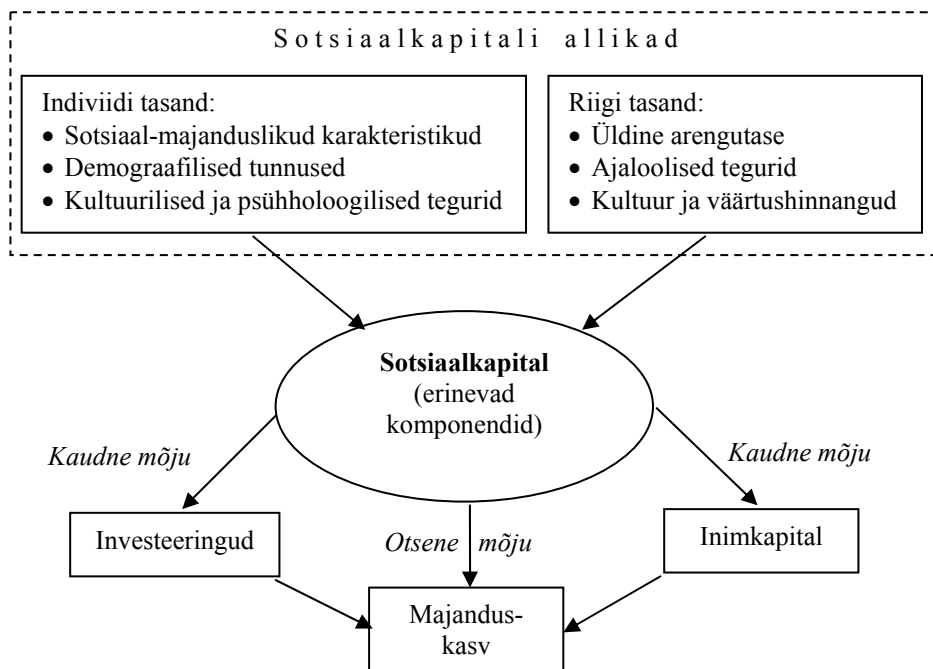 Sotsiaalkapitali allikad
Indiviidi tasand:
• Sotsiaal-majanduslikud karakteristikud
• Demograafilised tunnused
• Kultuurilised ja psühholoogilised tegurid
Riigi tasand:
• Üldine arengutase
• Ajaloolised tegurid
• Kultuur ja väärtushinnangud
Sotsiaalkapital
(erinevad
komponendid)
Kaudne mõju
Kaudne mõju
Investeeringud
Otsene mõju
Inimkapital
Majandus-
kasv